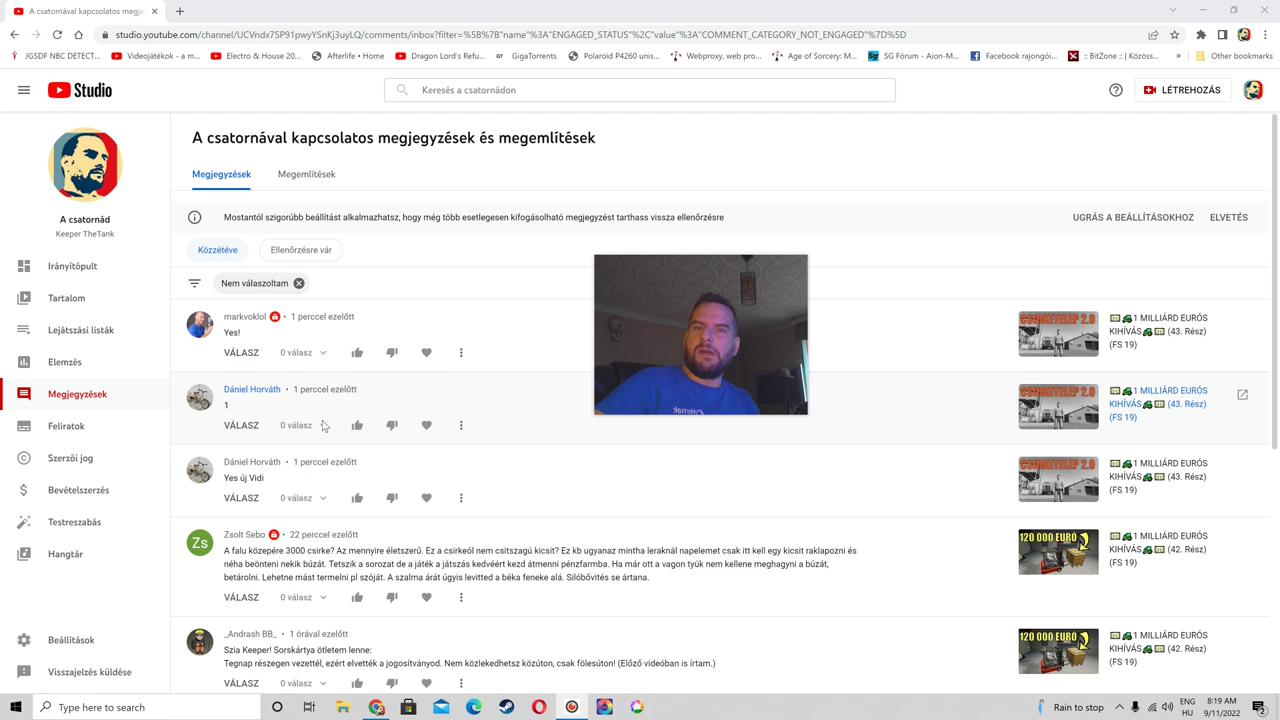 A csatornával kapcsolatos megjegy
studio.youtube.com/channel/UCVndx7SP91pwyYSnKj3uyLQ/comments/inbox?filter=%5B%7B"name"%3A"ENGAGED_STATUS"%2C"value"%3A"COMMENT_CATEGORY_NOT_ENGAGED"%7D%5D
JGSDF NBC DETECT... Videojátékok - a m... Electro & House 20... Afterlife • Home Dragon Lord's Refu... GT GigaTorrents Polaroid P4260 unis... Webproxy, web pro... Age of Sorcery: M... SG Fórum - Aion-M... Facebook rajongói... :: BitZone :: | Közöss... » Other bookmarks
Studio
Keresés a csatornádon
LÉTREHOZÁS
A csatornád
Keeper TheTank
Irányítópult
Tartalom
Lejátszási listák
Elemzés
Megjegyzések
Feliratok
Szerzői jog
Bevételszerzés
Testreszabás
Hangtár
Beállítások
Visszajelzés küldése
A csatornával kapcsolatos megjegyzések és megemlítések
Megjegyzések Megemlítések
Mostantól szigorúbb beállítást alkalmazhatsz, hogy még több esetlegesen kifogásolható megjegyzést tarthass vissza ellenőrzésre
UGRÁS A BEÁLLÍTÁSOKHOZ ELVETÉS
Közzétéve Ellenőrzésre vár
Nem válaszoltam
markvoklol • 1 perccel ezelőtt
Yes!
VÁLASZ 0 válasz
CSIRKETELEP 2.0
1 MILLIÁRD EURÓS
KIHÍVÁS (43. Rész)
(FS 19)
Dániel Horváth • 1 perccel ezelőtt
1
VÁLASZ 0 válasz
CSIRKETELEP 2.0
1 MILLIÁRD EURÓS
KIHÍVÁS (43. Rész)
(FS 19)
Dániel Horváth • 1 perccel ezelőtt
Yes új Vidi
VÁLASZ 0 válasz
CSIRKETELEP 2.0
1 MILLIÁRD EURÓS
KIHÍVÁS (43. Rész)
(FS 19)
Zs
Zsolt Sebo • 22 perccel ezelőtt
A falu közepére 3000 csirke? Az mennyire életszerű. Ez a csirkeól nem csitszagú kicsit? Ez kb ugyanaz mintha leraknál napelemet csak itt kell egy kicsit raklapozni és
néha beönteni nekik búzát. Tetszik a sorozat de a játék a játszás kedvéért kezd átmenni pénzfarmba. Ha már ott a vagon tyúk nem kellene meghagyni a búzát,
betárolni. Lehetne mást termelni pl szóját. A szalma árát úgyis levitted a béka feneke alá. Silóbővítés se ártana.
VÁLASZ 0 válasz
120 000 EURÓ
1 MILLIÁRD EURÓS
KIHÍVÁS (42. Rész)
(FS 19)
_Andrash BB_ • 1 órával ezelőtt
Szia Keeper! Sorskártya ötletem lenne:
Tegnap részegen vezettél, ezért elvették a jogosítványod. Nem közlekedhetsz közúton, csak fölesúton! (Előző videóban is írtam.)
VÁLASZ 0 válasz
120 000 EURÓ
1 MILLIÁRD EURÓS
KIHÍVÁS (42. Rész)
(FS 19)
Type here to search
Rain to stop
ENG
HU
8:19 AM
9/11/2022
2